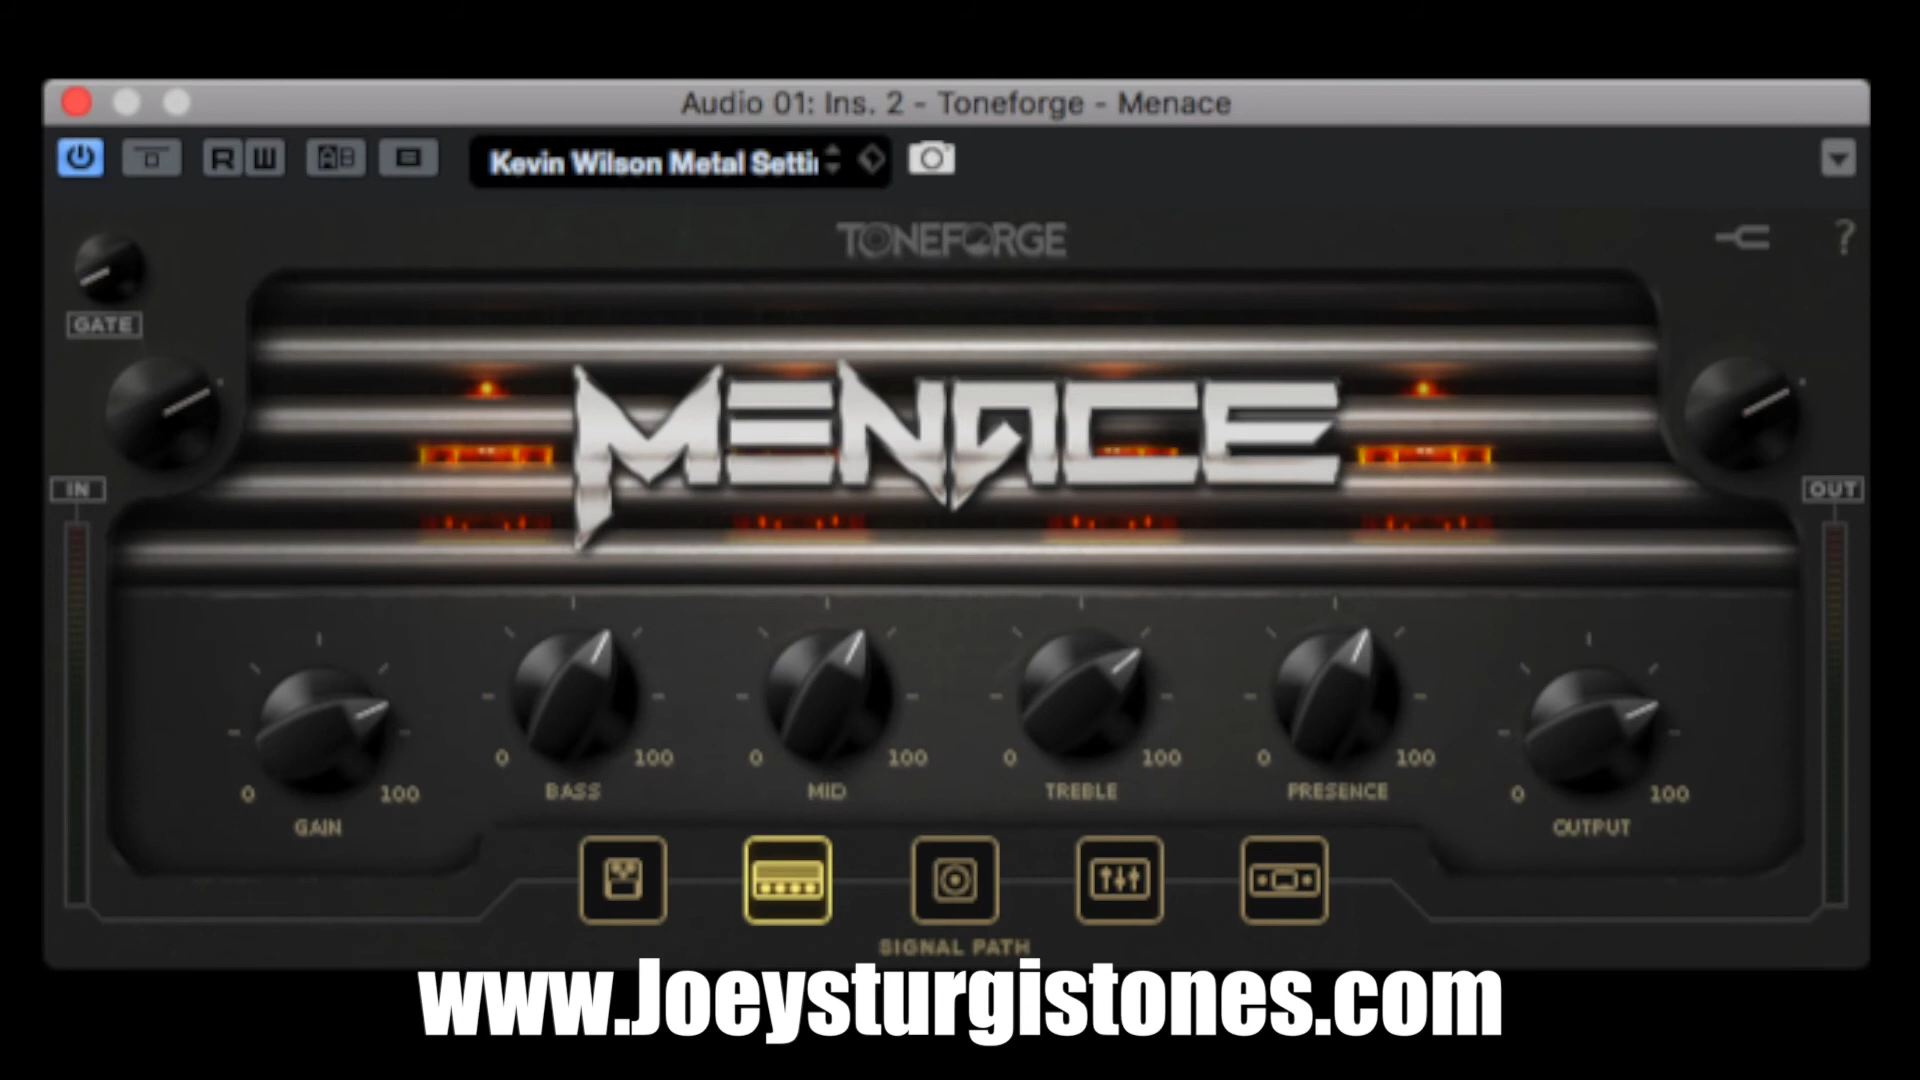 Audio 01: Ins. 2 - Toneforge - Menace
R W AB Kevin Wilson Metal Setti
TONEFORGE ?
GATE
MENACE
IN OUT
0 100 0 100 0 100 0 100
BASS MID TREBLE PRESENCE
0 100 0 100
GAIN OUTPUT
SIGNAL PATH
www.Joeysturgistones.com